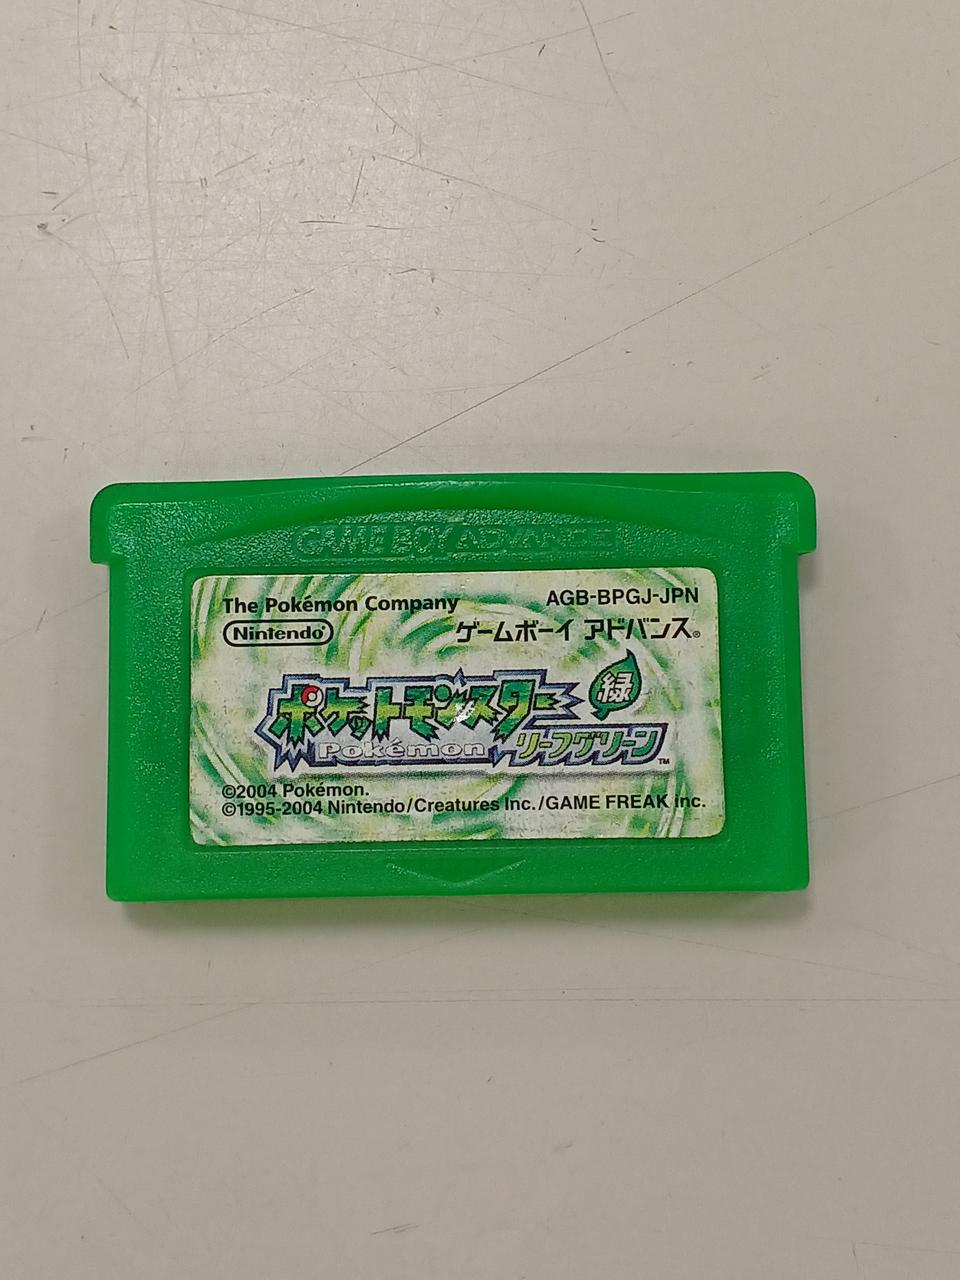 GAME BOY ADVANCE
The Pokémon Company
AGB-BPGJ-JPN
Nintendo®
ゲームボーイ アドバンス®
ポケットモンスター
緑
Pokémon
リーフグリーン™
©2004 Pokémon.
©1995-2004 Nintendo/Creatures Inc./GAME FREAK inc.